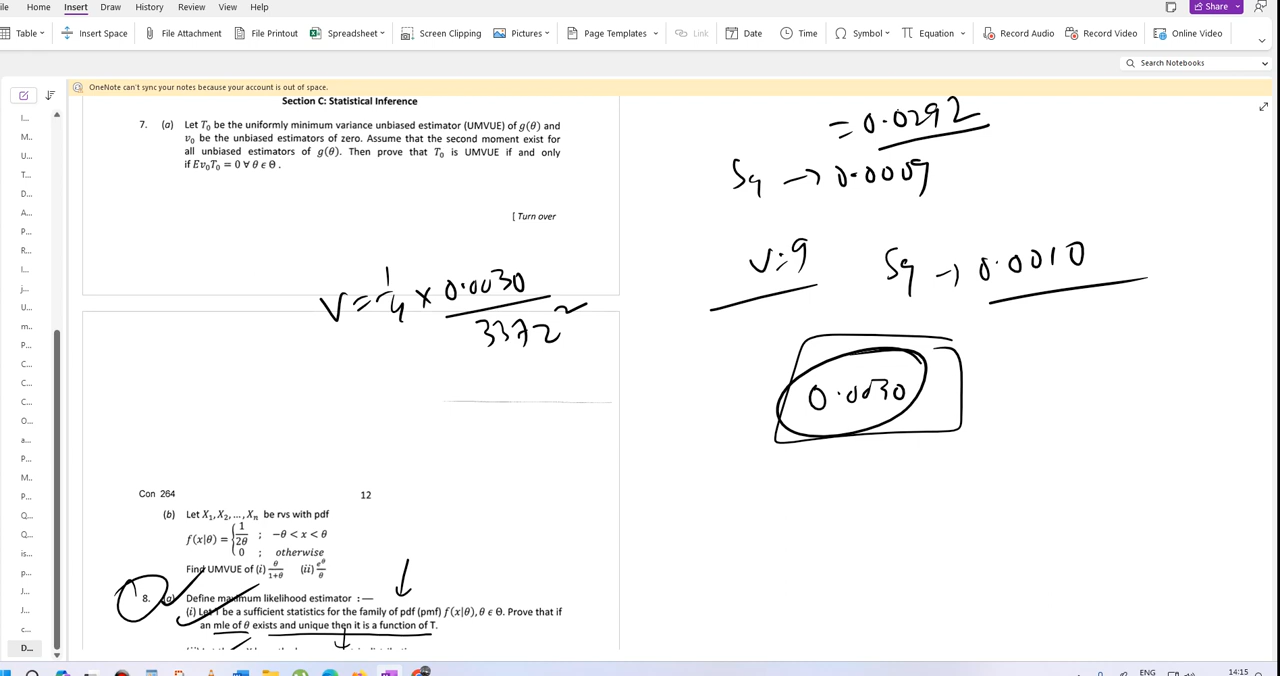 ile Home Insert Draw History Review View Help Share
Table Insert Space File Attachment File Printout Spreadsheet Screen Clipping Pictures Page Templates Link Date Time Symbol Equation Record Audio Record Video Online Video
Search Notebooks
OneNote can't sync your notes because your account is out of space.
I...
M...
U...
T...
D...
A...
P...
R...
I...
j...
U...
m...
P...
C...
C...
C...
O...
a...
P...
M...
P...
Q...
Q...
is...
p...
J...
J...
c...
D...
Section C: Statistical Inference
7. (a) Let T₀ be the uniformly minimum variance unbiased estimator (UMVUE) of g(θ) and
v₀ be the unbiased estimators of zero. Assume that the second moment exist for
all unbiased estimators of g(θ). Then prove that T₀ is UMVUE if and only
if Ev₀T₀ = 0 ∀ θ ϵ Θ.
[ Turn over
V = 1/4 × 0.0030 / 3372²
Con 264 12
(b) Let X₁, X₂, ..., Xₙ be rvs with pdf
f(x|θ) = { 1/2θ ; −θ < x < θ
0 ; otherwise
Find UMVUE of (i) θ/1+θ (ii) e^θ/θ
8. (a) Define maximum likelihood estimator :—
(i) Let T be a sufficient statistics for the family of pdf (pmf) f(x|θ), θ ϵ Θ. Prove that if
an mle of θ exists and unique then it is a function of T.
= 0.0292
Sq → 0.0009
V=9 Sq → 0.0010
0.0030
ENG 14:15